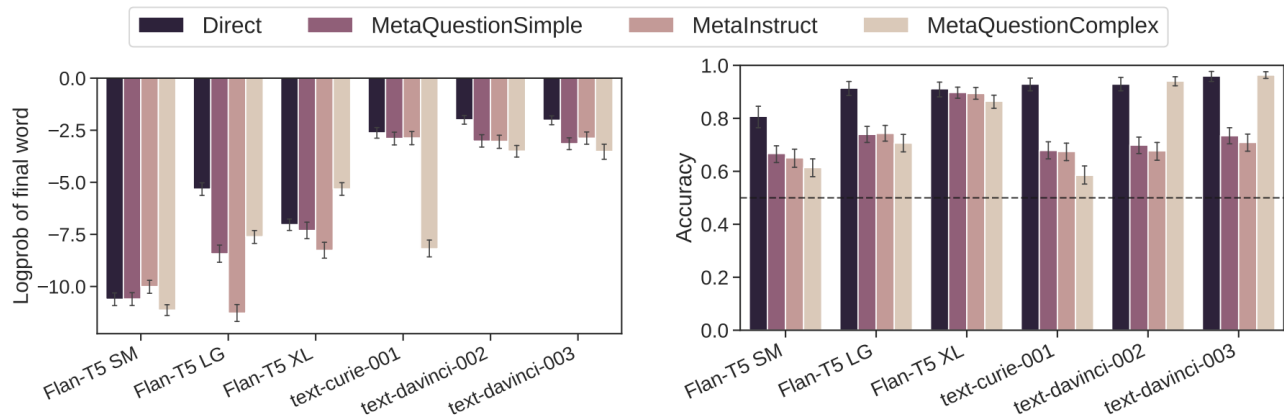 Direct MetaQuestionSimple MetaInstruct MetaQuestionComplex
Logprob of final word
0.0
−2.5
−5.0
−7.5
−10.0
Flan-T5 SM
Flan-T5 LG
Flan-T5 XL
text-curie-001
text-davinci-002
text-davinci-003
Accuracy
1.0
0.8
0.6
0.4
0.2
0.0
Flan-T5 SM
Flan-T5 LG
Flan-T5 XL
text-curie-001
text-davinci-002
text-davinci-003